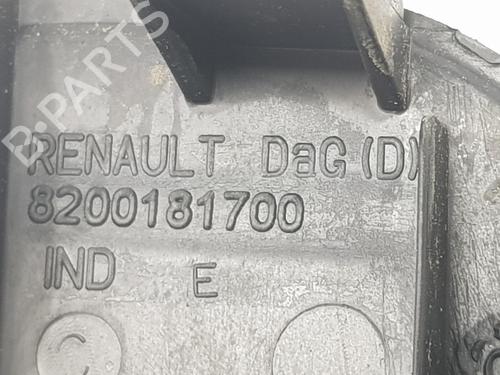 B-PARTS
RENAULT DaG (D)
8200181700
IND E
C